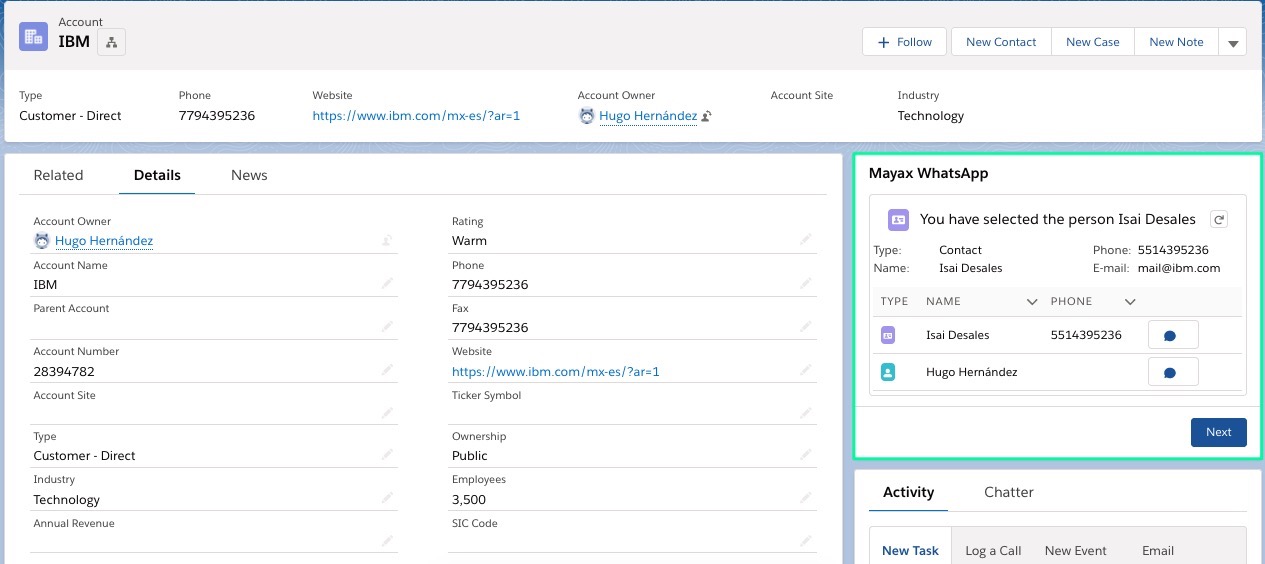 Account
IBM
Follow
New Contact
New Case
New Note
Type
Phone
Website
Account Owner
Account Site
Industry
Customer - Direct
7794395236
https://www.ibm.com/mx-es/?ar=1
Hugo Hernández
Technology
Related
Details
News
Account Owner
Hugo Hernández
Rating
Warm
Account Name
IBM
Phone
7794395236
Parent Account
Fax
7794395236
Account Number
28394782
Website
https://www.ibm.com/mx-es/?ar=1
Account Site
Ticker Symbol
Type
Customer - Direct
Ownership
Public
Industry
Technology
Employees
3,500
Annual Revenue
SIC Code
Mayax WhatsApp
You have selected the person Isai Desales
Type: Contact
Phone: 5514395236
Name: Isai Desales
E-mail: mail@ibm.com
TYPE NAME PHONE
Isai Desales 5514395236
Hugo Hernández
Next
Activity
Chatter
New Task
Log a Call
New Event
Email